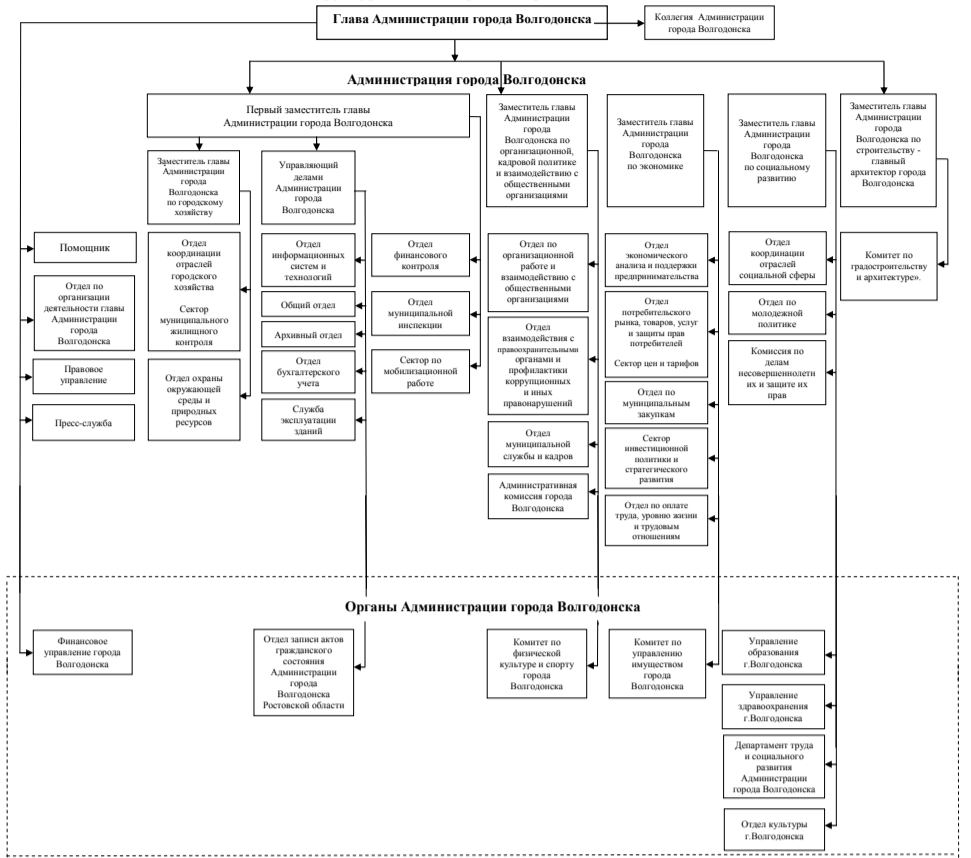 Глава Администрации города Волгодонска
Коллегия Администрации
города Волгодонска
Администрация города Волгодонска
Первый заместитель главы
Администрации города Волгодонска
Заместитель главы
Администрации
города
Волгодонска по
организационной,
кадровой политике
и взаимодействию с
общественными
организациями
Заместитель главы
Администрации
города
Волгодонска
по экономике
Заместитель главы
Администрации
города
Волгодонска
по социальному
развитию
Заместитель главы
Администрации
города
Волгодонска по
строительству -
главный
архитектор города
Волгодонска
Заместитель главы
Администрации
города
Волгодонска
по городскому
хозяйству
Управляющий
делами
Администрации
города
Волгодонска
Помощник
Отдел по
организации
деятельности главы
Администрации
города
Волгодонска
Правовое
управление
Пресс-служба
Отдел
координации
отраслей
городского
хозяйства
Сектор
муниципального
жилищного
контроля
Отдел охраны
окружающей
среды и
природных
ресурсов
Отдел
информационных
систем и
технологий
Общий отдел
Архивный отдел
Отдел
бухгалтерского
учета
Служба
эксплуатации
зданий
Отдел
финансового
контроля
Отдел
муниципальной
инспекции
Сектор по
мобилизационной
работе
Отдел по
организационной
работе и
взаимодействию с
общественными
организациями
Отдел
взаимодействия с
правоохранительными
органами и
профилактики
коррупционных
и иных
правонарушений
Отдел
муниципальной
службы и кадров
Административная
комиссия города
Волгодонска
Отдел
экономического
анализа и поддержки
предпринимательства
Отдел
потребительского
рынка, товаров, услуг
и защиты прав
потребителей
Сектор цен и тарифов
Отдел по
муниципальным
закупкам
Сектор
инвестиционной
политики и
стратегического
развития
Отдел по оплате
труда, уровню жизни
и трудовым
отношениям
Отдел
координации
отраслей
социальной сферы
Отдел по
молодежной
политике
Комиссия по
делам
несовершеннолетн
их и защите их
прав
Комитет по
градостроительству
и архитектуре».
Органы Администрации города Волгодонска
Финансовое
управление города
Волгодонска
Отдел записи актов
гражданского
состояния
Администрации
города
Волгодонска
Ростовской области
Комитет по
физической
культуре и спорту
города
Волгодонска
Комитет по
управлению
имуществом
города
Волгодонска
Управление
образования
г.Волгодонска
Управление
здравоохранения
г.Волгодонска
Департамент труда
и социального
развития
Администрации
города Волгодонска
Отдел культуры
г.Волгодонска